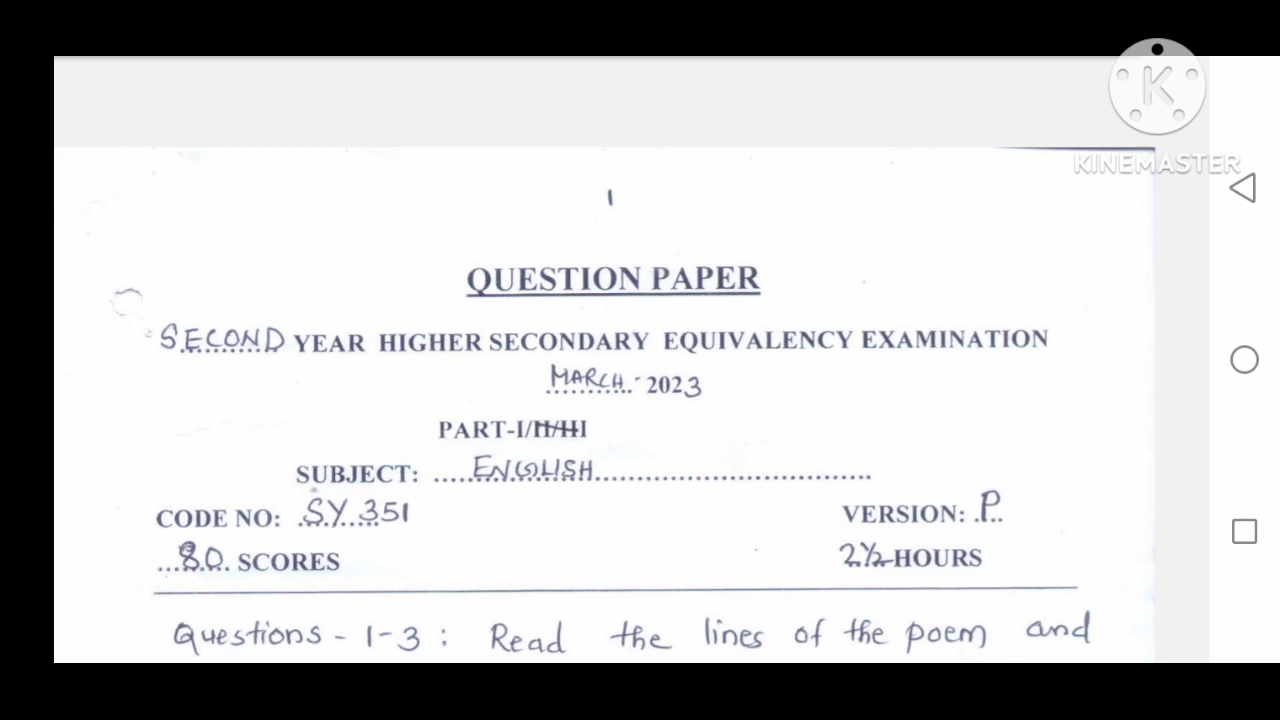 K
KINEMASTER
1
QUESTION PAPER
SECOND YEAR HIGHER SECONDARY EQUIVALENCY EXAMINATION
MARCH - 2023
PART-I/II/III
SUBJECT: ENGLISH
CODE NO: SY 351 VERSION: P
80 SCORES 2½ HOURS
Questions - 1-3 : Read the lines of the poem and